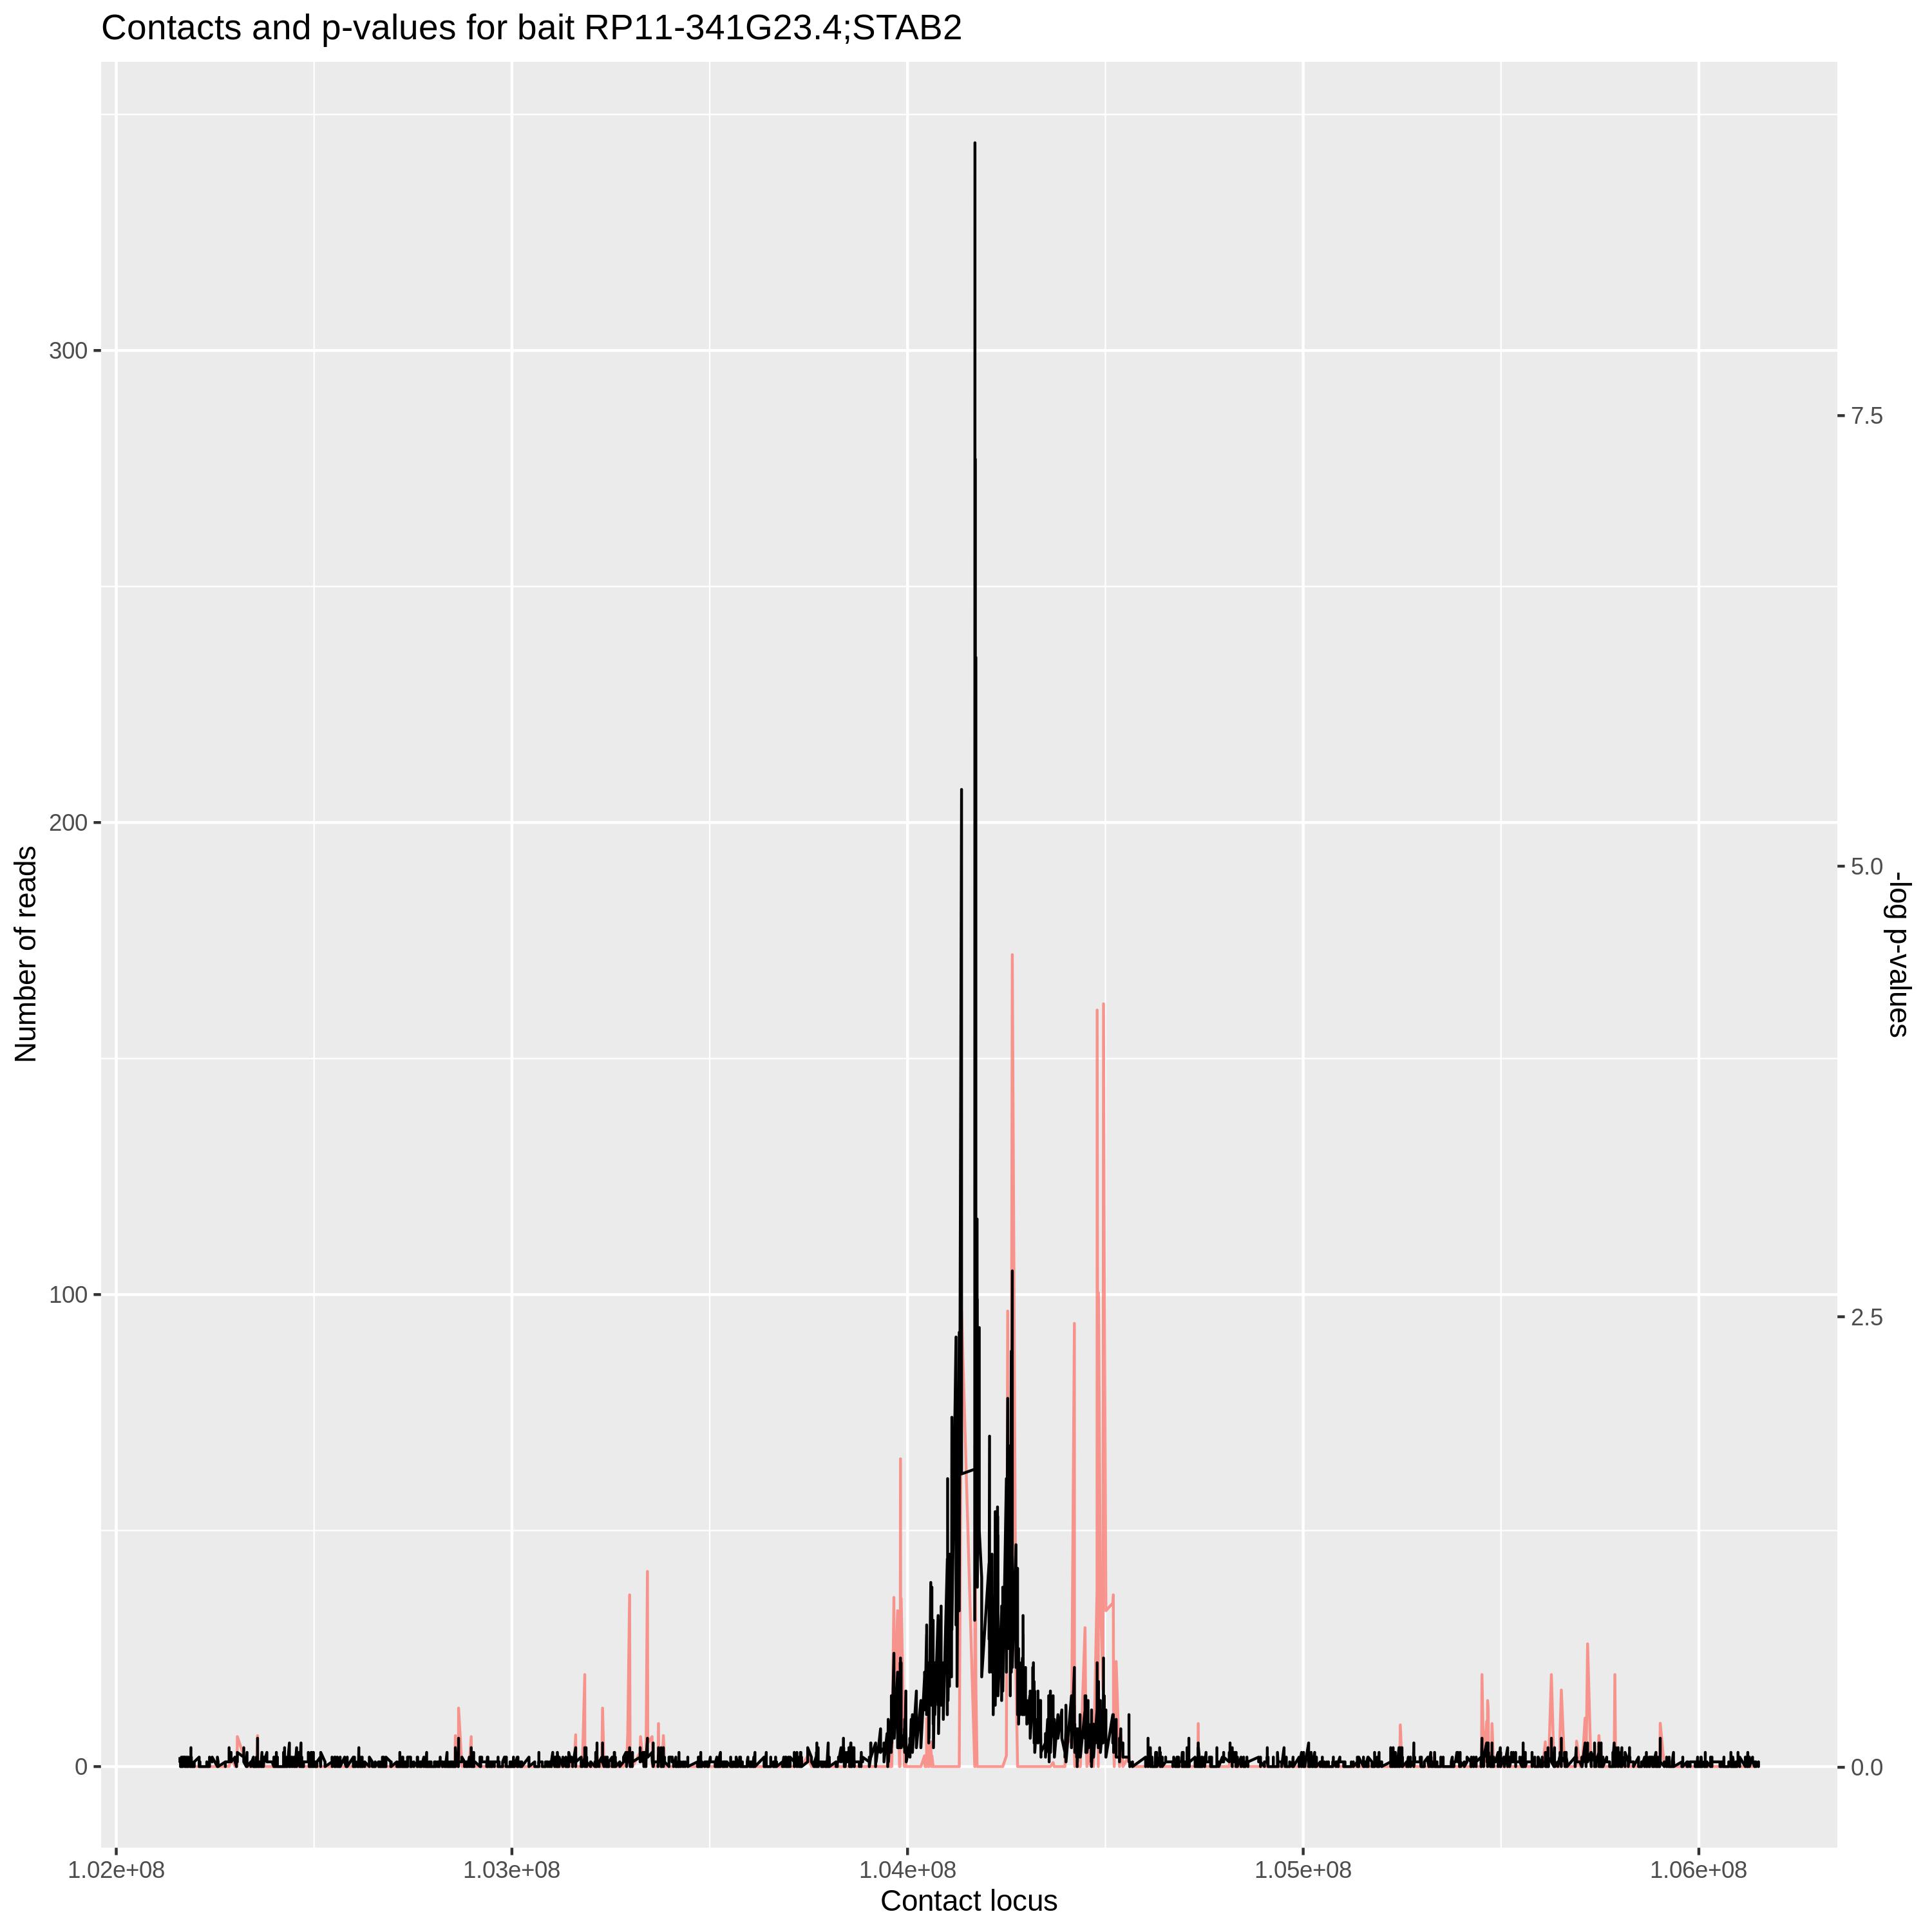 Contacts and p-values for bait RP11-341G23.4;STAB2
300
200
100
0
Number of reads
7.5
5.0
2.5
0.0
-log p-values
1.02e+08 1.03e+08 1.04e+08 1.05e+08 1.06e+08
Contact locus